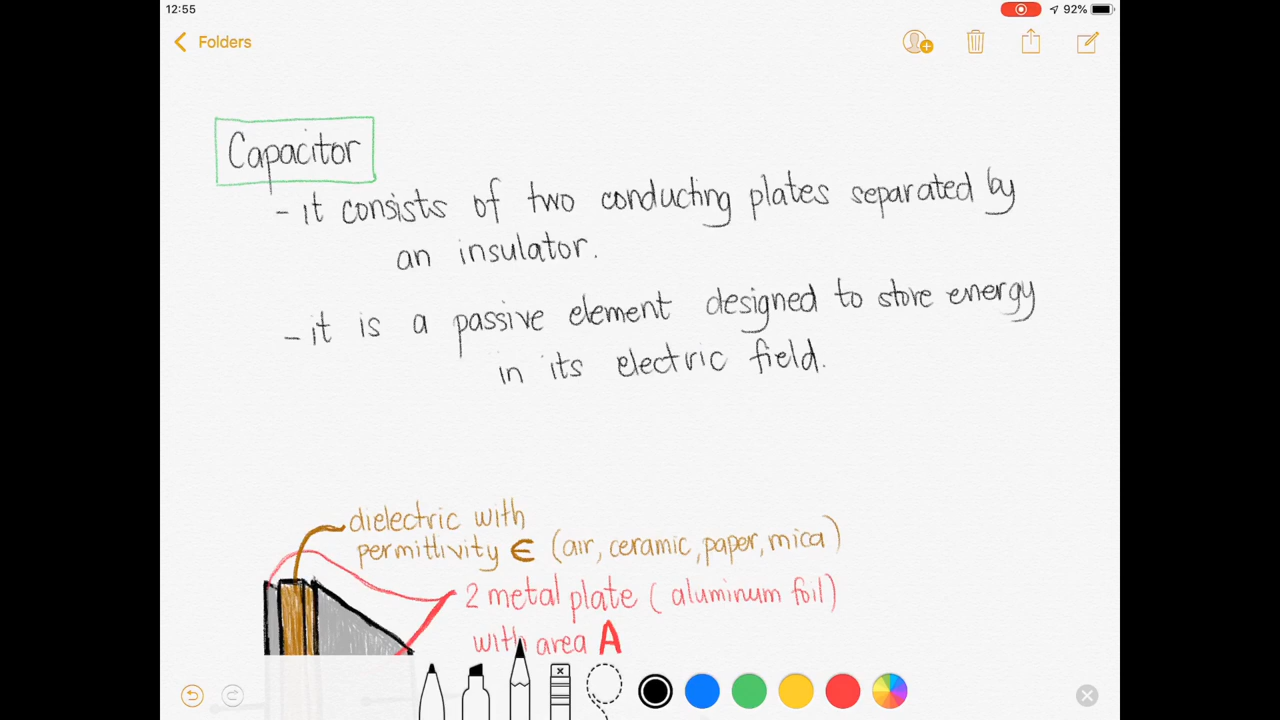 12:55
92%
Folders
Capacitor
- it consists of two conducting plates separated by
an insulator.
- it is a passive element designed to store energy
in its electric field.
dielectric with
permittivity ϵ (air, ceramic, paper, mica)
2 metal plate (aluminum foil)
with area A